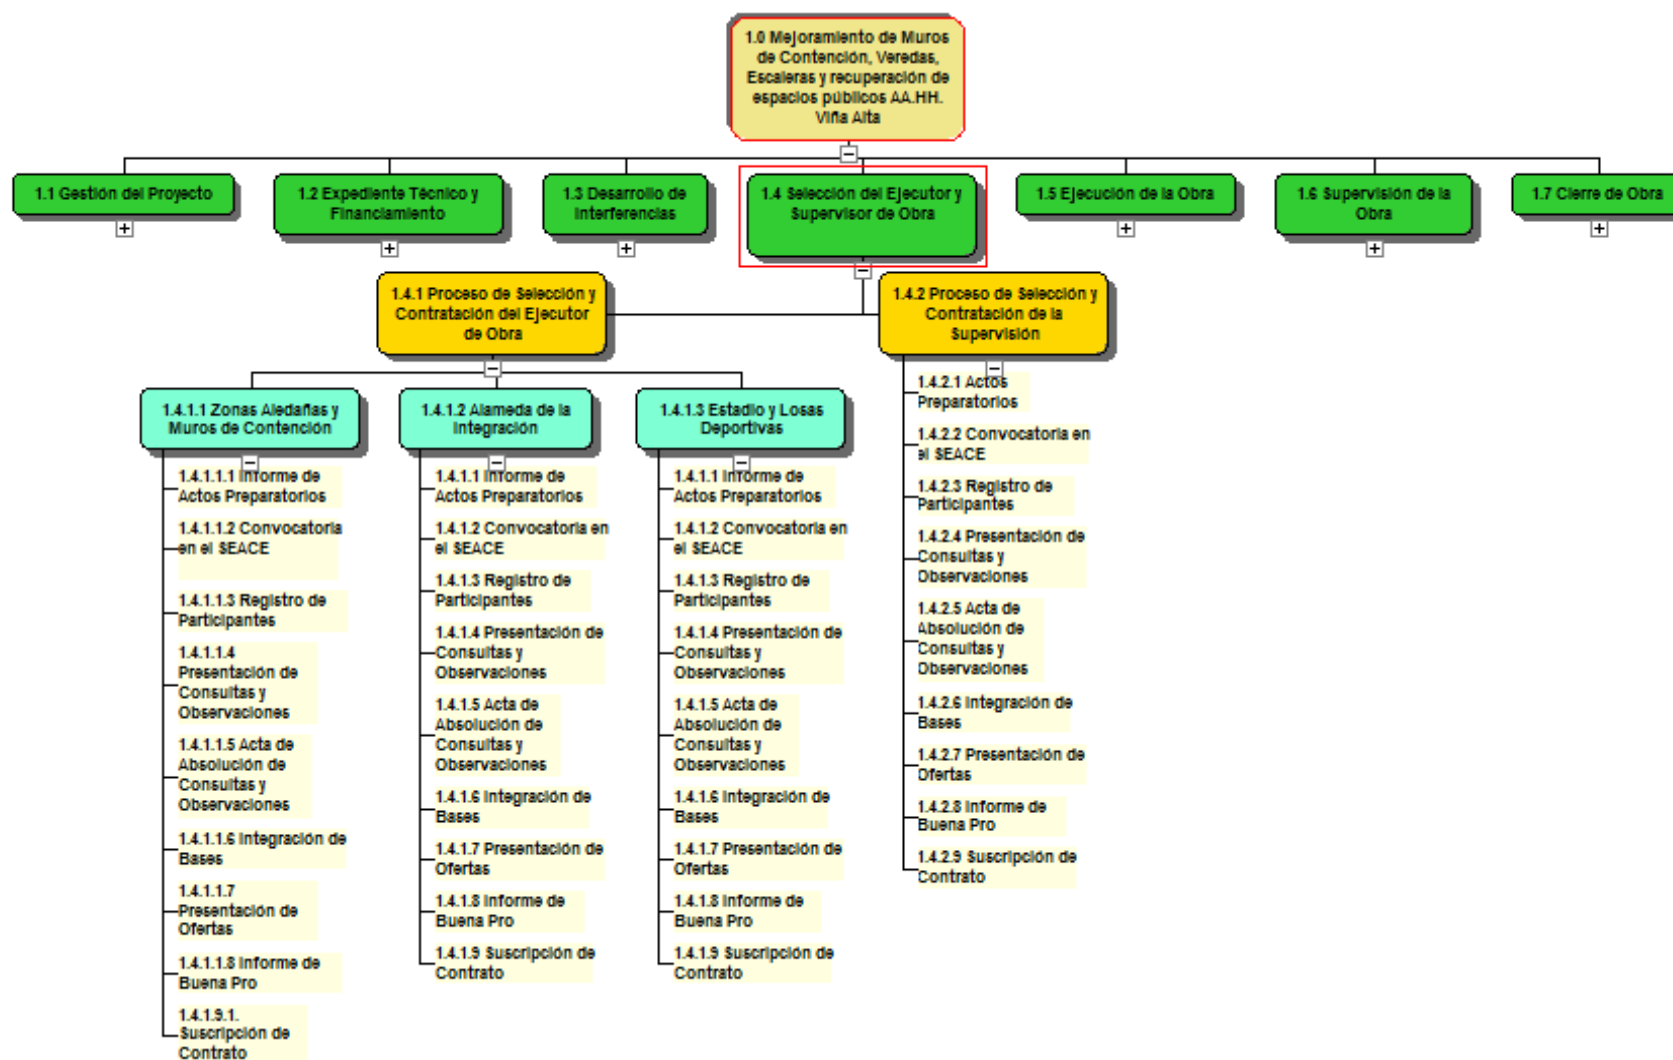 1.0 Mejoramiento de Muros
de Contención, Veredas,
Escaleras y recuperación de
espacios públicos AA.HH.
Viña Alta
1.1 Gestión del Proyecto
1.2 Expediente Técnico y
Financiamiento
1.3 Desarrollo de
Interferencias
1.4 Selección del Ejecutor y
Supervisor de Obra
1.5 Ejecución de la Obra
1.6 Supervisión de la
Obra
1.7 Cierre de Obra
1.4.1 Proceso de Selección y
Contratación del Ejecutor
de Obra
1.4.2 Proceso de Selección y
Contratación de la
Supervisión
1.4.1.1 Zonas Aledañas y
Muros de Contención
1.4.1.2 Alameda de la
Integración
1.4.1.3 Estadio y Losas
Deportivas
1.4.1.1.1 Informe de
Actos Preparatorios
1.4.1.1.2 Convocatoria
en el SEACE
1.4.1.1.3 Registro de
Participantes
1.4.1.1.4
Presentación de
Consultas y
Observaciones
1.4.1.1.5 Acta de
Absolución de
Consultas y
Observaciones
1.4.1.1.6 Integración de
Bases
1.4.1.1.7
Presentación de
Ofertas
1.4.1.1.8 Informe de
Buena Pro
1.4.1.9.1.
Suscripción de
Contrato
1.4.1.1 Informe de
Actos Preparatorios
1.4.1.2 Convocatoria en
el SEACE
1.4.1.3 Registro de
Participantes
1.4.1.4 Presentación de
Consultas y
Observaciones
1.4.1.5 Acta de
Absolución de
Consultas y
Observaciones
1.4.1.6 Integración de
Bases
1.4.1.7 Presentación de
Ofertas
1.4.1.8 Informe de
Buena Pro
1.4.1.9 Suscripción de
Contrato
1.4.1.1 Informe de
Actos Preparatorios
1.4.1.2 Convocatoria en
el SEACE
1.4.1.3 Registro de
Participantes
1.4.1.4 Presentación de
Consultas y
Observaciones
1.4.1.5 Acta de
Absolución de
Consultas y
Observaciones
1.4.1.6 Integración de
Bases
1.4.1.7 Presentación de
Ofertas
1.4.1.8 Informe de
Buena Pro
1.4.1.9 Suscripción de
Contrato
1.4.2.1 Actos
Preparatorios
1.4.2.2 Convocatoria en
el SEACE
1.4.2.3 Registro de
Participantes
1.4.2.4 Presentación de
Consultas y
Observaciones
1.4.2.5 Acta de
Absolución de
Consultas y
Observaciones
1.4.2.6 Integración de
Bases
1.4.2.7 Presentación de
Ofertas
1.4.2.8 Informe de
Buena Pro
1.4.2.9 Suscripción de
Contrato